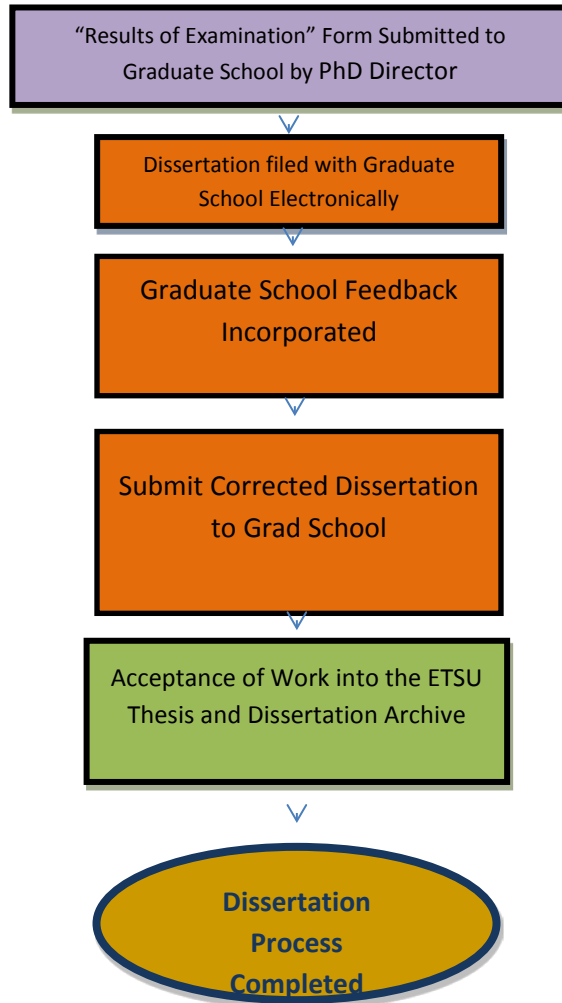 “Results of Examination” Form Submitted to
Graduate School by PhD Director
Dissertation filed with Graduate
School Electronically
Graduate School Feedback
Incorporated
Submit Corrected Dissertation
to Grad School
Acceptance of Work into the ETSU
Thesis and Dissertation Archive
Dissertation
Process
Completed